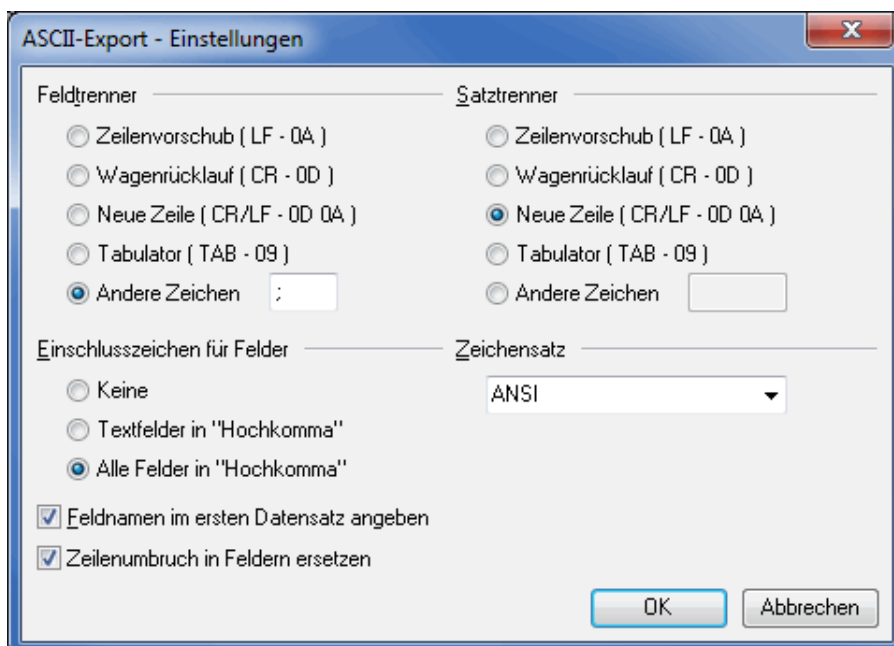 ASCII-Export - Einstellungen
Feldtrenner
Zeilenvorschub ( LF - 0A )
Wagenrücklauf ( CR - 0D )
Neue Zeile ( CR/LF - 0D 0A )
Tabulator ( TAB - 09 )
Andere Zeichen ;
Satztrenner
Zeilenvorschub ( LF - 0A )
Wagenrücklauf ( CR - 0D )
Neue Zeile ( CR/LF - 0D 0A )
Tabulator ( TAB - 09 )
Andere Zeichen
Einschlusszeichen für Felder
Keine
Textfelder in "Hochkomma"
Alle Felder in "Hochkomma"
Zeichensatz
ANSI
Feldnamen im ersten Datensatz angeben
Zeilenumbruch in Feldern ersetzen
OK
Abbrechen